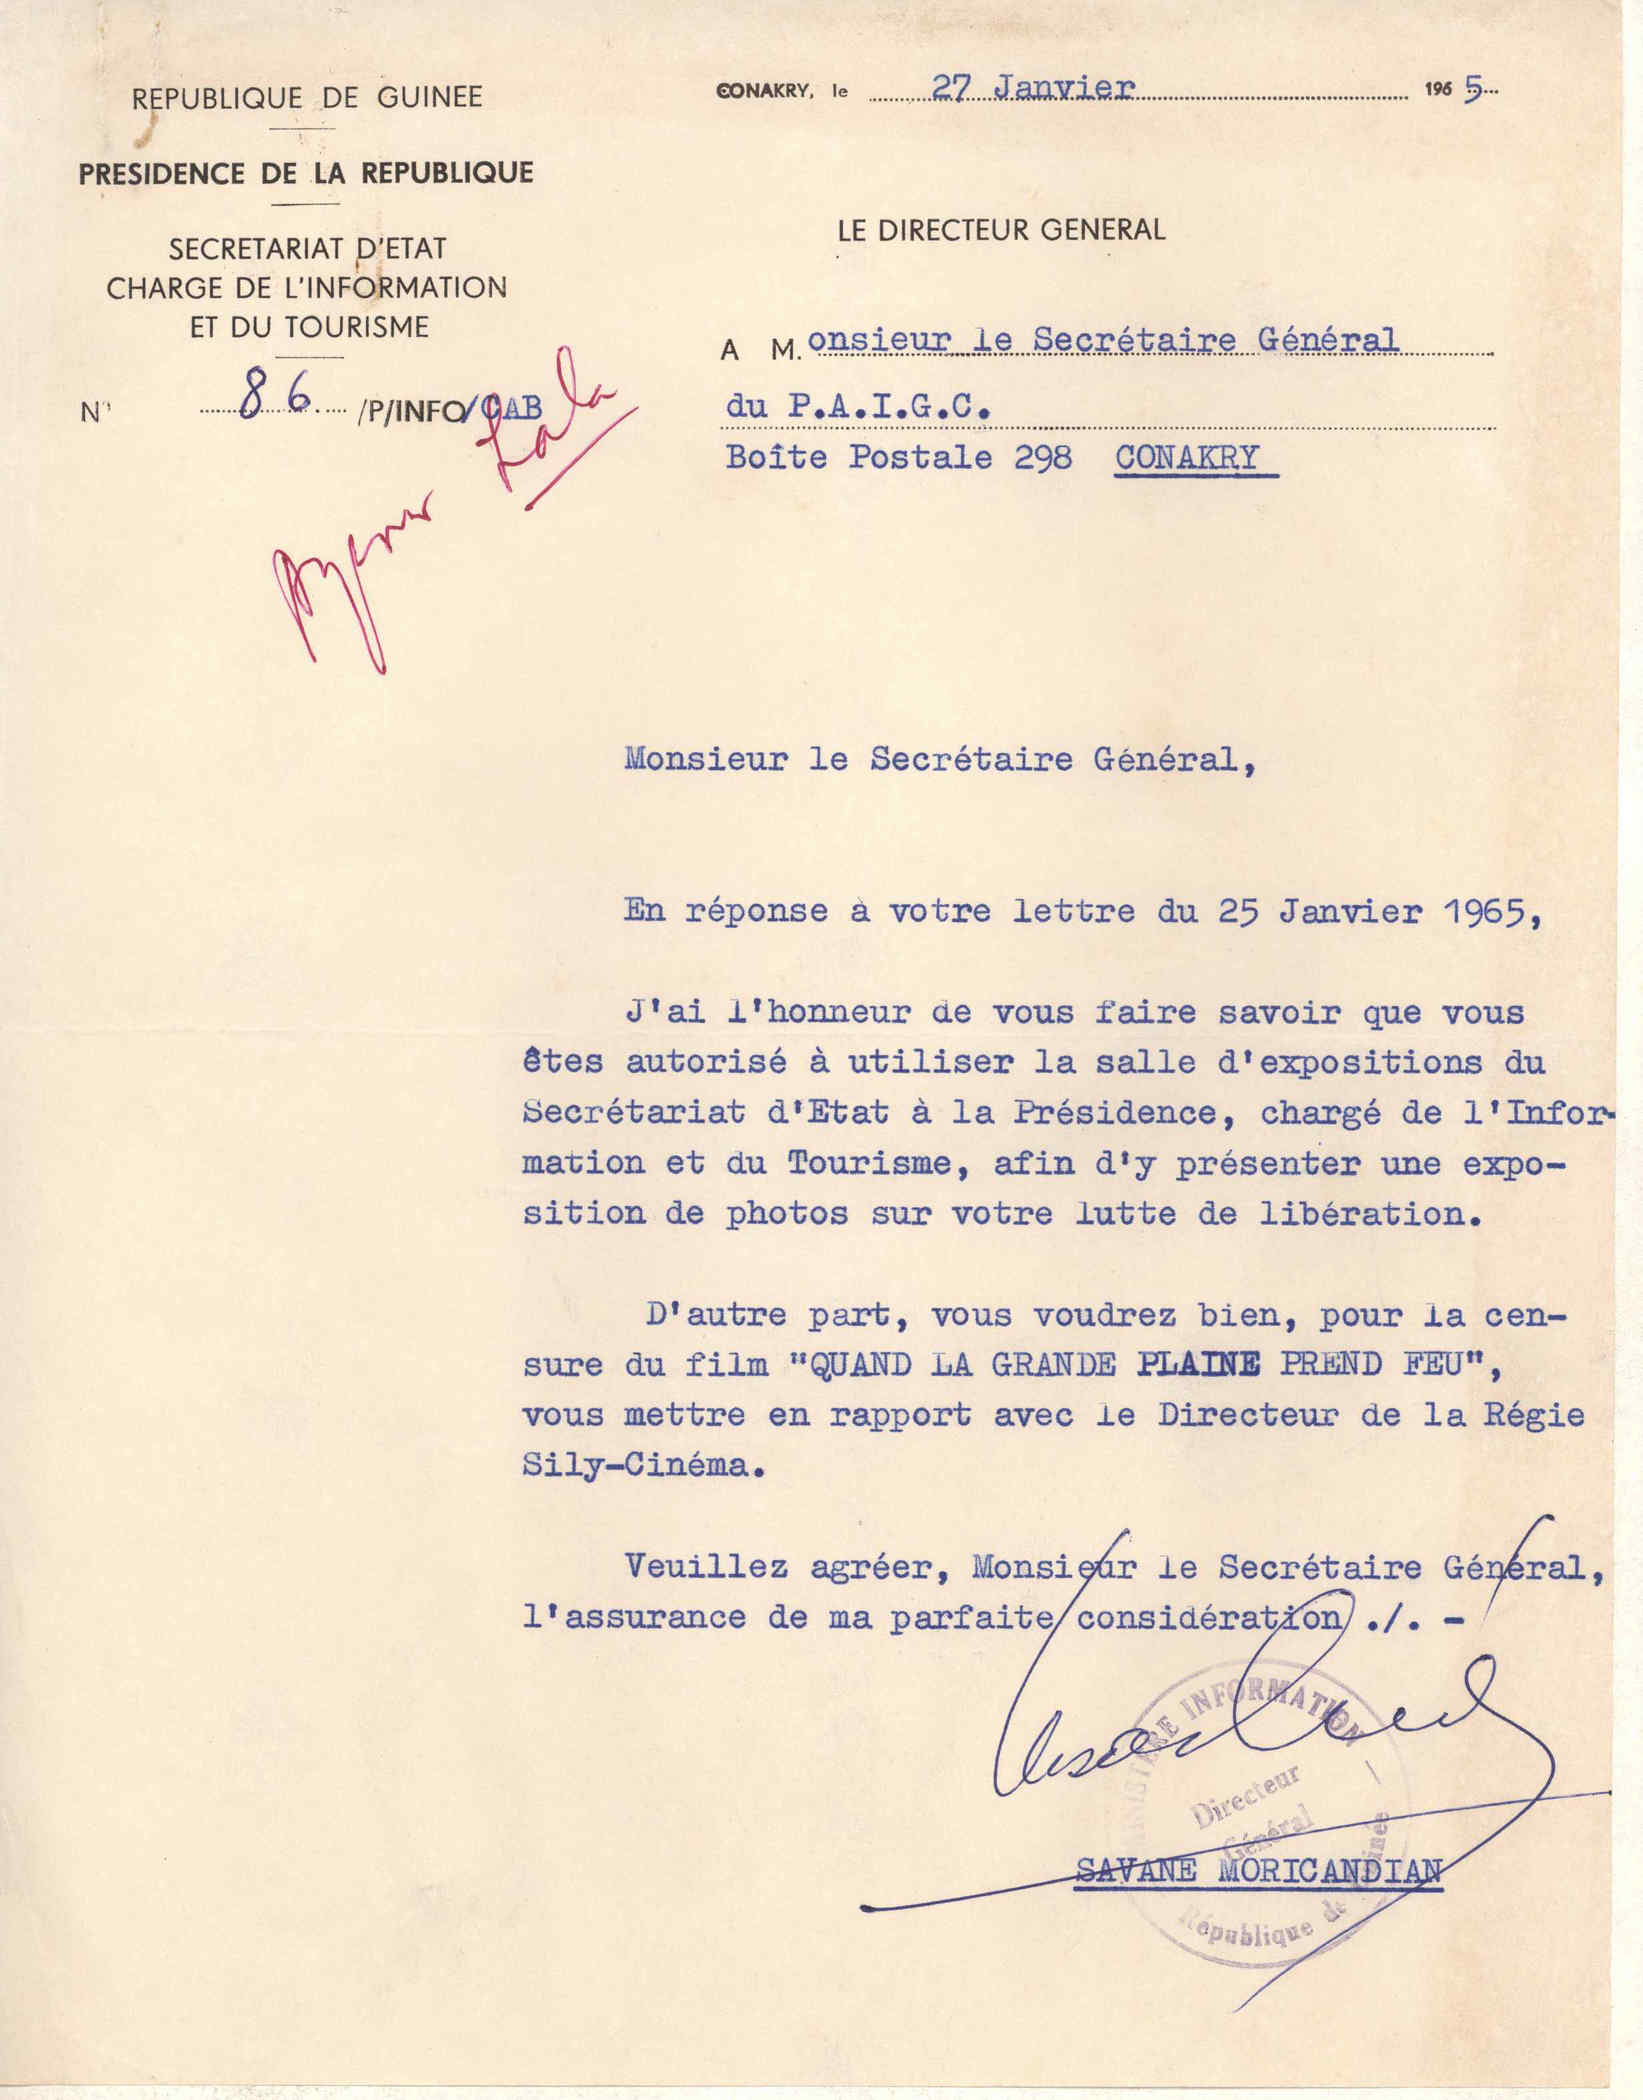 REPUBLIQUE DE GUINEE
PRESIDENCE DE LA REPUBLIQUE
SECRETARIAT D'ETAT
CHARGE DE L'INFORMATION
ET DU TOURISME
N° 86 /P/INFO/CAB
Lala
CONAKRY, le 27 Janvier 1965
LE DIRECTEUR GENERAL
A M.onsieur le Secrétaire Général
du P.A.I.G.C.
Boîte Postale 298 CONAKRY
Monsieur le Secrétaire Général,
En réponse à votre lettre du 25 Janvier 1965,
J'ai l'honneur de vous faire savoir que vous
êtes autorisé à utiliser la salle d'expositions du
Secrétariat d'Etat à la Présidence, chargé de l'Infor-
mation et du Tourisme, afin d'y présenter une expo-
sition de photos sur votre lutte de libération.
D'autre part, vous voudrez bien, pour la cen-
sure du film "QUAND LA GRANDE PLAINE PREND FEU",
vous mettre en rapport avec le Directeur de la Régie
Sily-Cinéma.
Veuillez agréer, Monsieur le Secrétaire Général,
l'assurance de ma parfaite considération ./. -
MINISTERE INFORMATION
Directeur
Général
République de Guinée
SAVANE MORICANDIAN